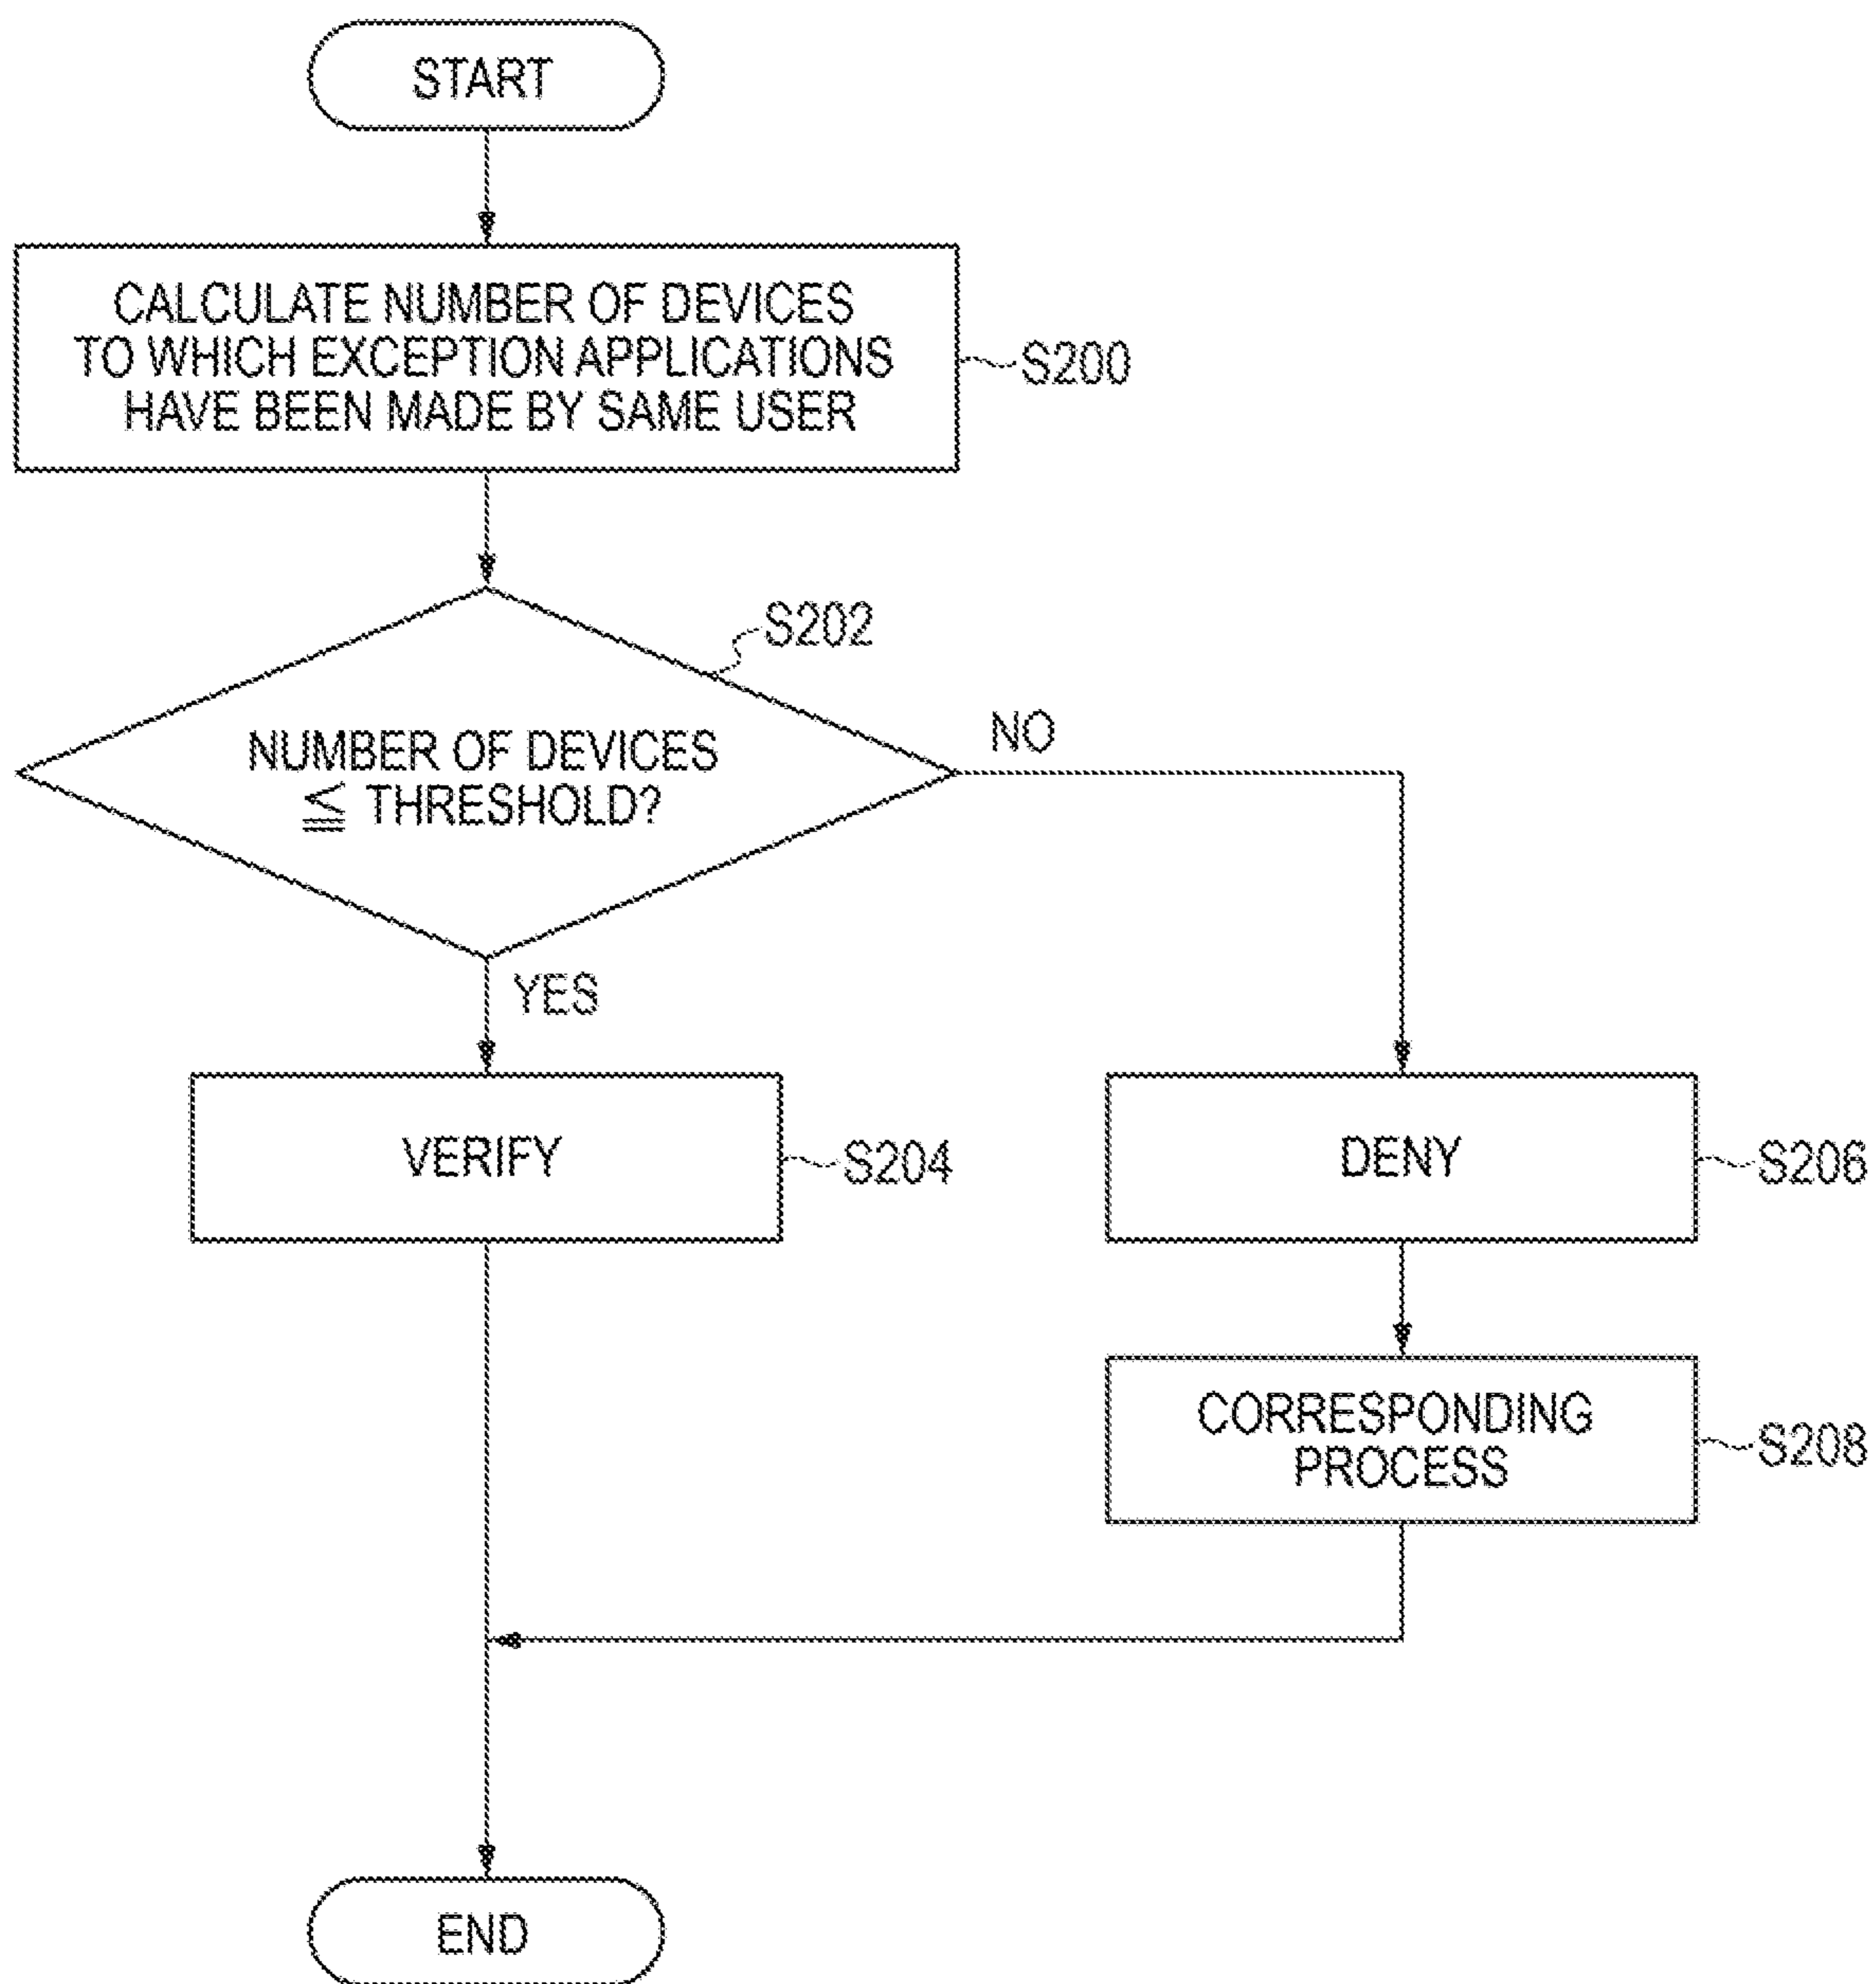 START
CALCULATE NUMBER OF DEVICES
TO WHICH EXCEPTION APPLICATIONS
HAVE BEEN MADE BY SAME USER
S200
S202
NUMBER OF DEVICES
≦ THRESHOLD?
NO
YES
VERIFY
S204
DENY
S206
CORRESPONDING
PROCESS
S208
END